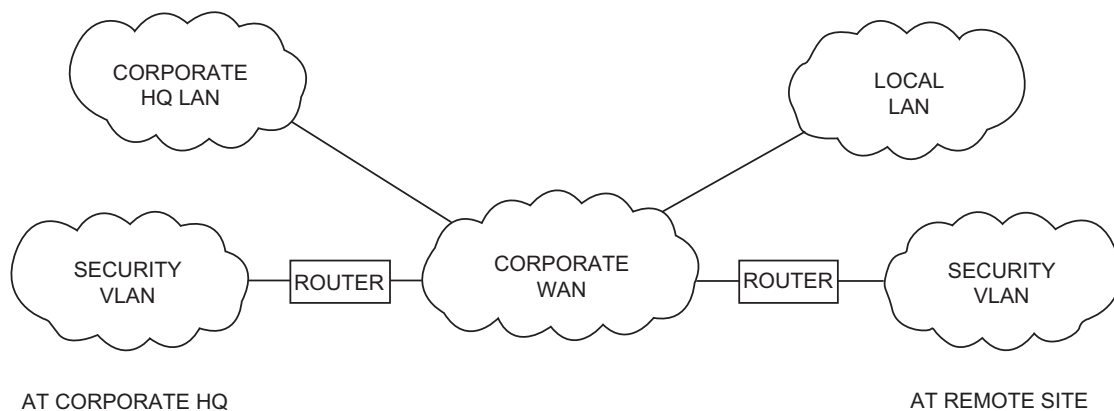 CORPORATE
HQ LAN
LOCAL
LAN
SECURITY
VLAN
ROUTER
CORPORATE
WAN
ROUTER
SECURITY
VLAN
AT CORPORATE HQ
AT REMOTE SITE